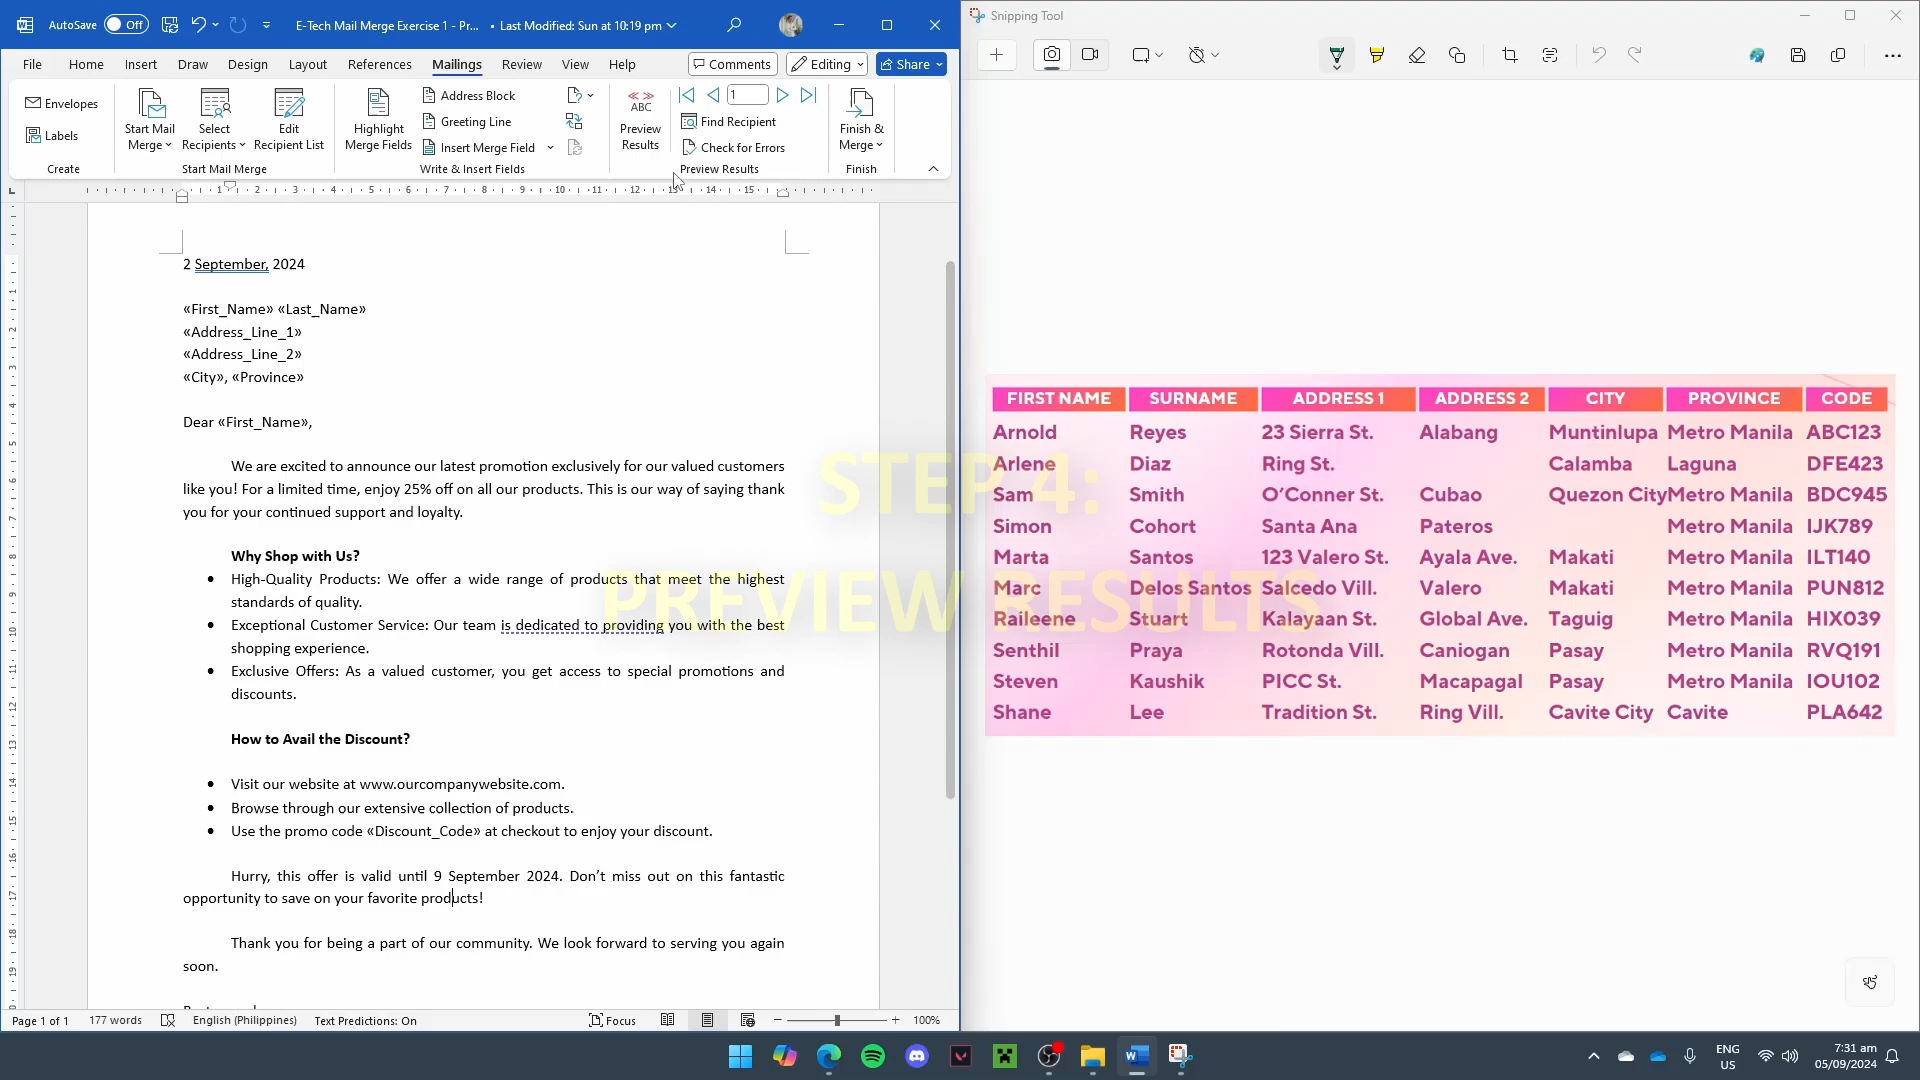 AutoSave Off E-Tech Mail Merge Exercise 1 - Pr... • Last Modified: Sun at 10:19 pm
File Home Insert Draw Design Layout References Mailings Review View Help Comments Editing Share
Envelopes
Labels
Create
Start Mail Merge
Select Recipients
Edit Recipient List
Start Mail Merge
Highlight Merge Fields
Address Block
Greeting Line
Insert Merge Field
Write & Insert Fields
ABC
Preview Results
1
Find Recipient
Check for Errors
Preview Results
Finish & Merge
Finish
1 2 3 4 5 6 7 8 9 10 11 12 13 14 15
2 September, 2024
«First_Name» «Last_Name»
«Address_Line_1»
«Address_Line_2»
«City», «Province»
Dear «First_Name»,
We are excited to announce our latest promotion exclusively for our valued customers
like you! For a limited time, enjoy 25% off on all our products. This is our way of saying thank
you for your continued support and loyalty.
Why Shop with Us?
• High-Quality Products: We offer a wide range of products that meet the highest
standards of quality.
• Exceptional Customer Service: Our team is dedicated to providing you with the best
shopping experience.
• Exclusive Offers: As a valued customer, you get access to special promotions and
discounts.
How to Avail the Discount?
• Visit our website at www.ourcompanywebsite.com.
• Browse through our extensive collection of products.
• Use the promo code «Discount_Code» at checkout to enjoy your discount.
Hurry, this offer is valid until 9 September 2024. Don’t miss out on this fantastic
opportunity to save on your favorite products!
Thank you for being a part of our community. We look forward to serving you again
soon.
Page 1 of 1 177 words English (Philippines) Text Predictions: On Focus 100%
STEP 4:
PREVIEW RESULTS
Snipping Tool
FIRST NAME SURNAME ADDRESS 1 ADDRESS 2 CITY PROVINCE CODE
Arnold Reyes 23 Sierra St. Alabang Muntinlupa Metro Manila ABC123
Arlene Diaz Ring St. Calamba Laguna DFE423
Sam Smith O’Conner St. Cubao Quezon City Metro Manila BDC945
Simon Cohort Santa Ana Pateros Metro Manila IJK789
Marta Santos 123 Valero St. Ayala Ave. Makati Metro Manila ILT140
Marc Delos Santos Salcedo Vill. Valero Makati Metro Manila PUN812
Raileene Stuart Kalayaan St. Global Ave. Taguig Metro Manila HIX039
Senthil Praya Rotonda Vill. Caniogan Pasay Metro Manila RVQ191
Steven Kaushik PICC St. Macapagal Pasay Metro Manila IOU102
Shane Lee Tradition St. Ring Vill. Cavite City Cavite PLA642
ENG
US
7:31 am
05/09/2024